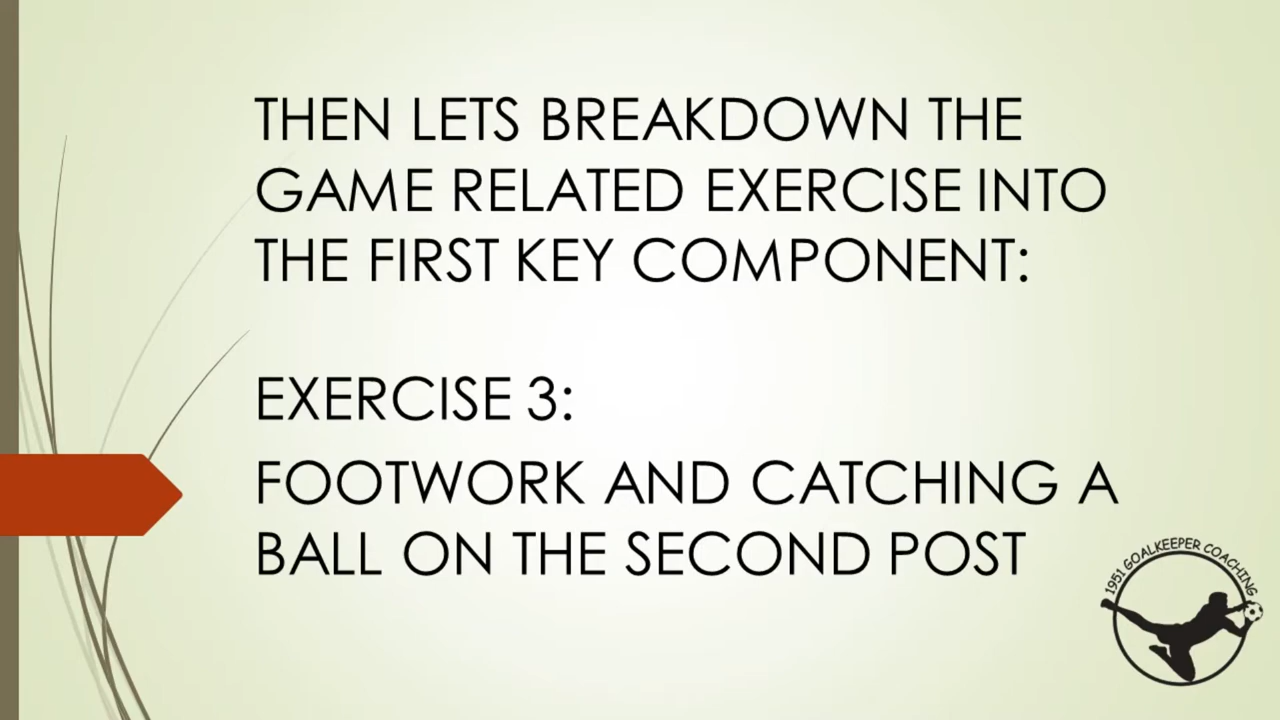 THEN LETS BREAKDOWN THE
GAME RELATED EXERCISE INTO
THE FIRST KEY COMPONENT:
EXERCISE 3:
FOOTWORK AND CATCHING A
BALL ON THE SECOND POST
1951 GOALKEEPER COACHING